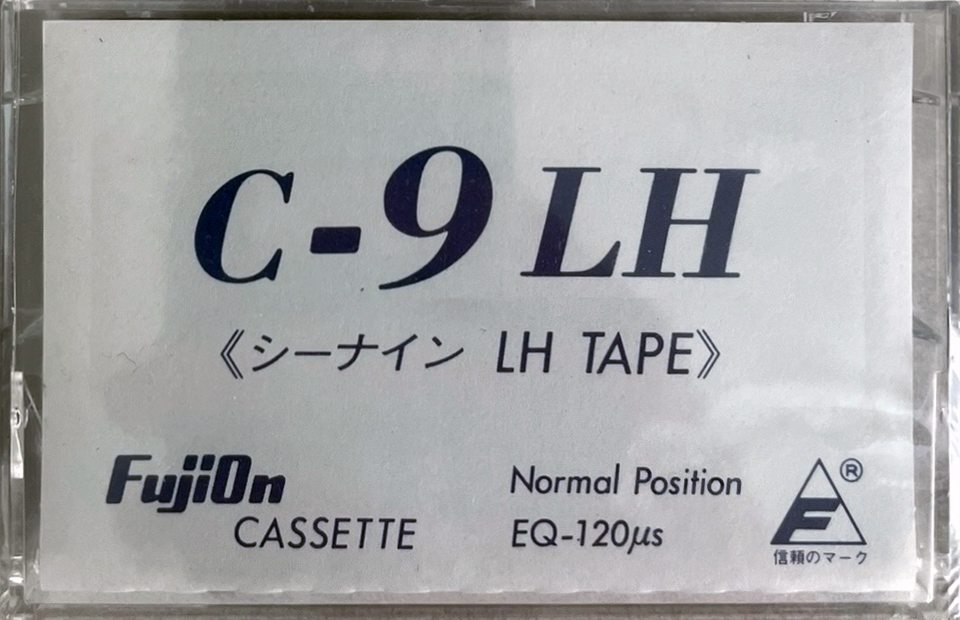 C-9 LH
《シーナイン LH TAPE》
FujiOn
CASSETTE
Normal Position
EQ-120μs
F ®
信頼のマーク